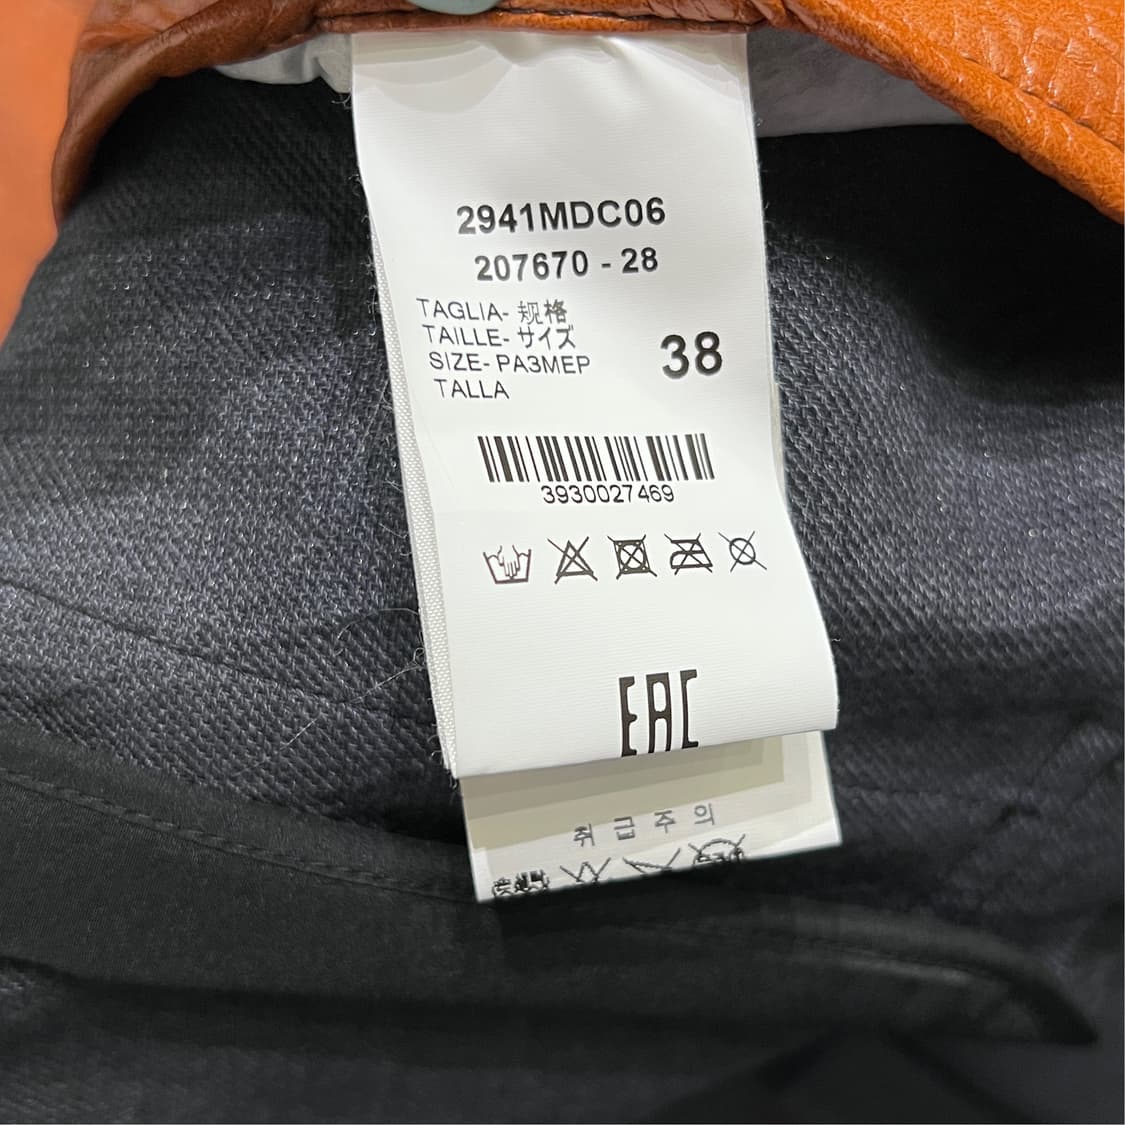 2941MDC06
207670 - 28
TAGLIA- 规格
TAILLE- サイズ
SIZE- РАЗМЕР
TALLA
38
3930027469
EAC
취급주의